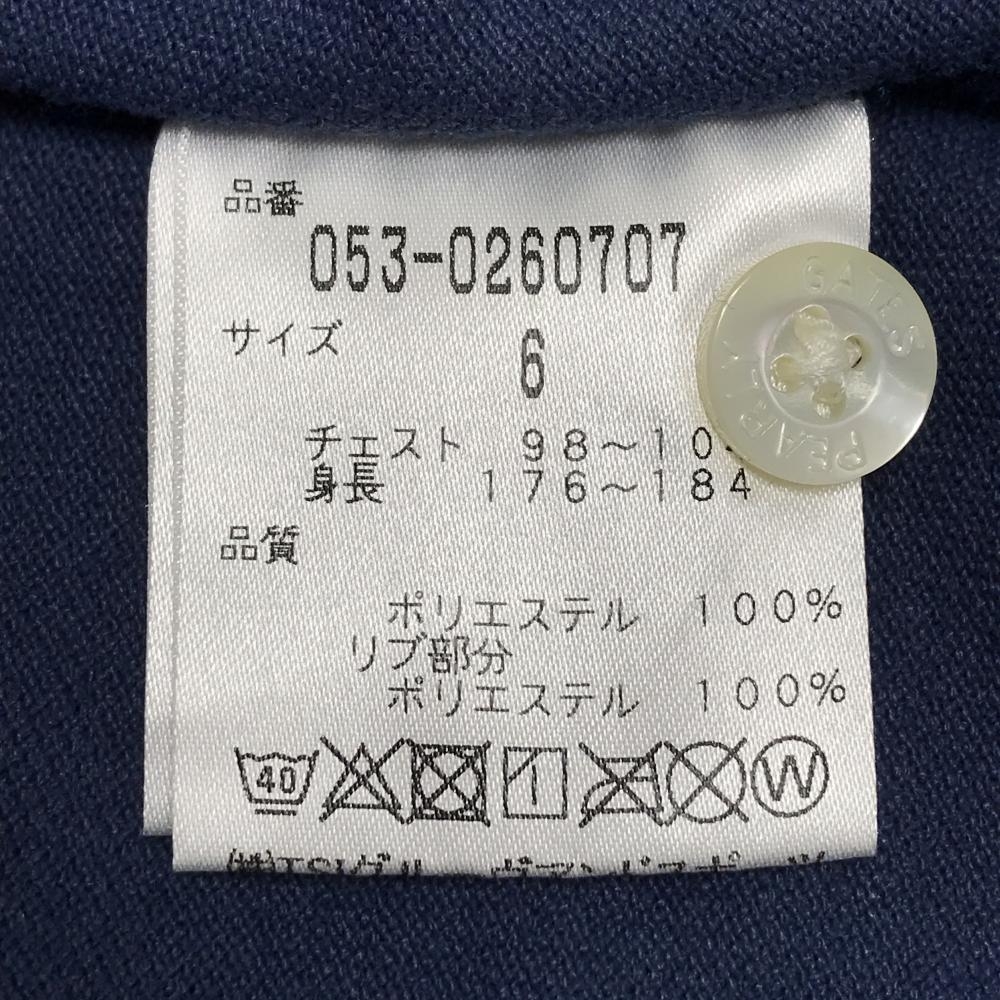 品番
053-0260707
サイズ 6
チェスト 98～10
身長 176～184
品質
ポリエステル 100%
リブ部分
ポリエステル 100%
40
W
GATES
PEARLY